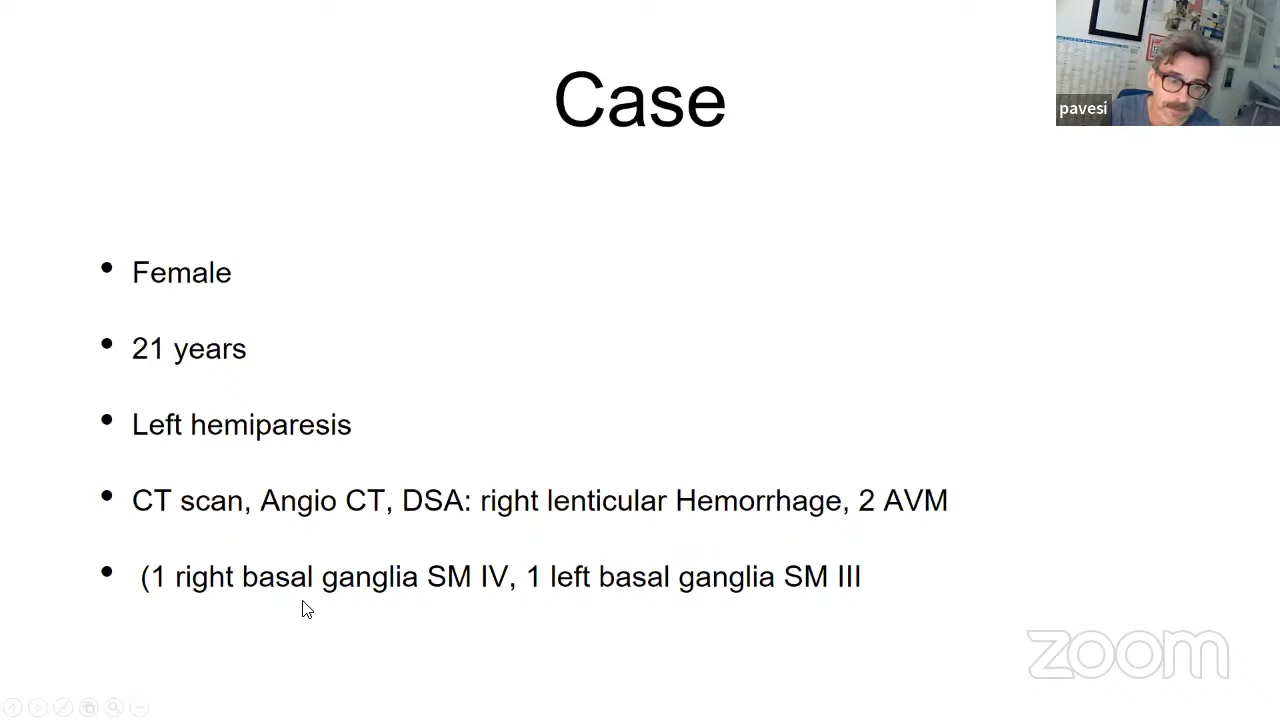 Case
pavesi
• Female
• 21 years
• Left hemiparesis
• CT scan, Angio CT, DSA: right lenticular Hemorrhage, 2 AVM
• (1 right basal ganglia SM IV, 1 left basal ganglia SM III
zoom